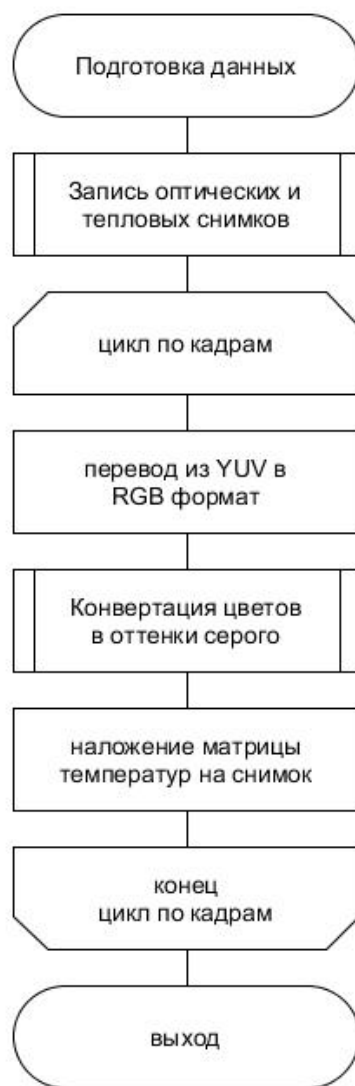 Подготовка данных
Запись оптических и
тепловых снимков
цикл по кадрам
перевод из YUV в
RGB формат
Конвертация цветов
в оттенки серого
наложение матрицы
температур на снимок
конец
цикл по кадрам
выход